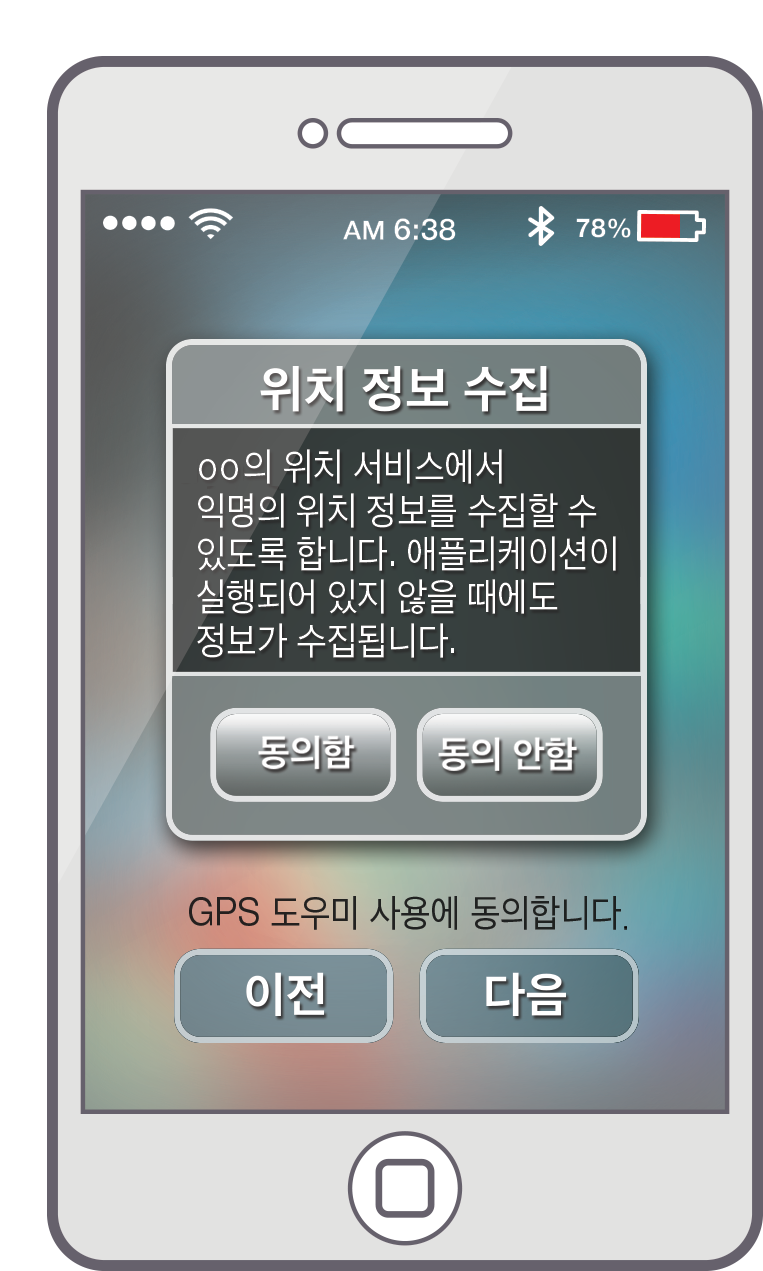 AM 6:38 78%
위치 정보 수집
oo의 위치 서비스에서
익명의 위치 정보를 수집할 수
있도록 합니다. 애플리케이션이
실행되어 있지 않을 때에도
정보가 수집됩니다.
동의함 동의 안함
GPS 도우미 사용에 동의합니다.
이전 다음